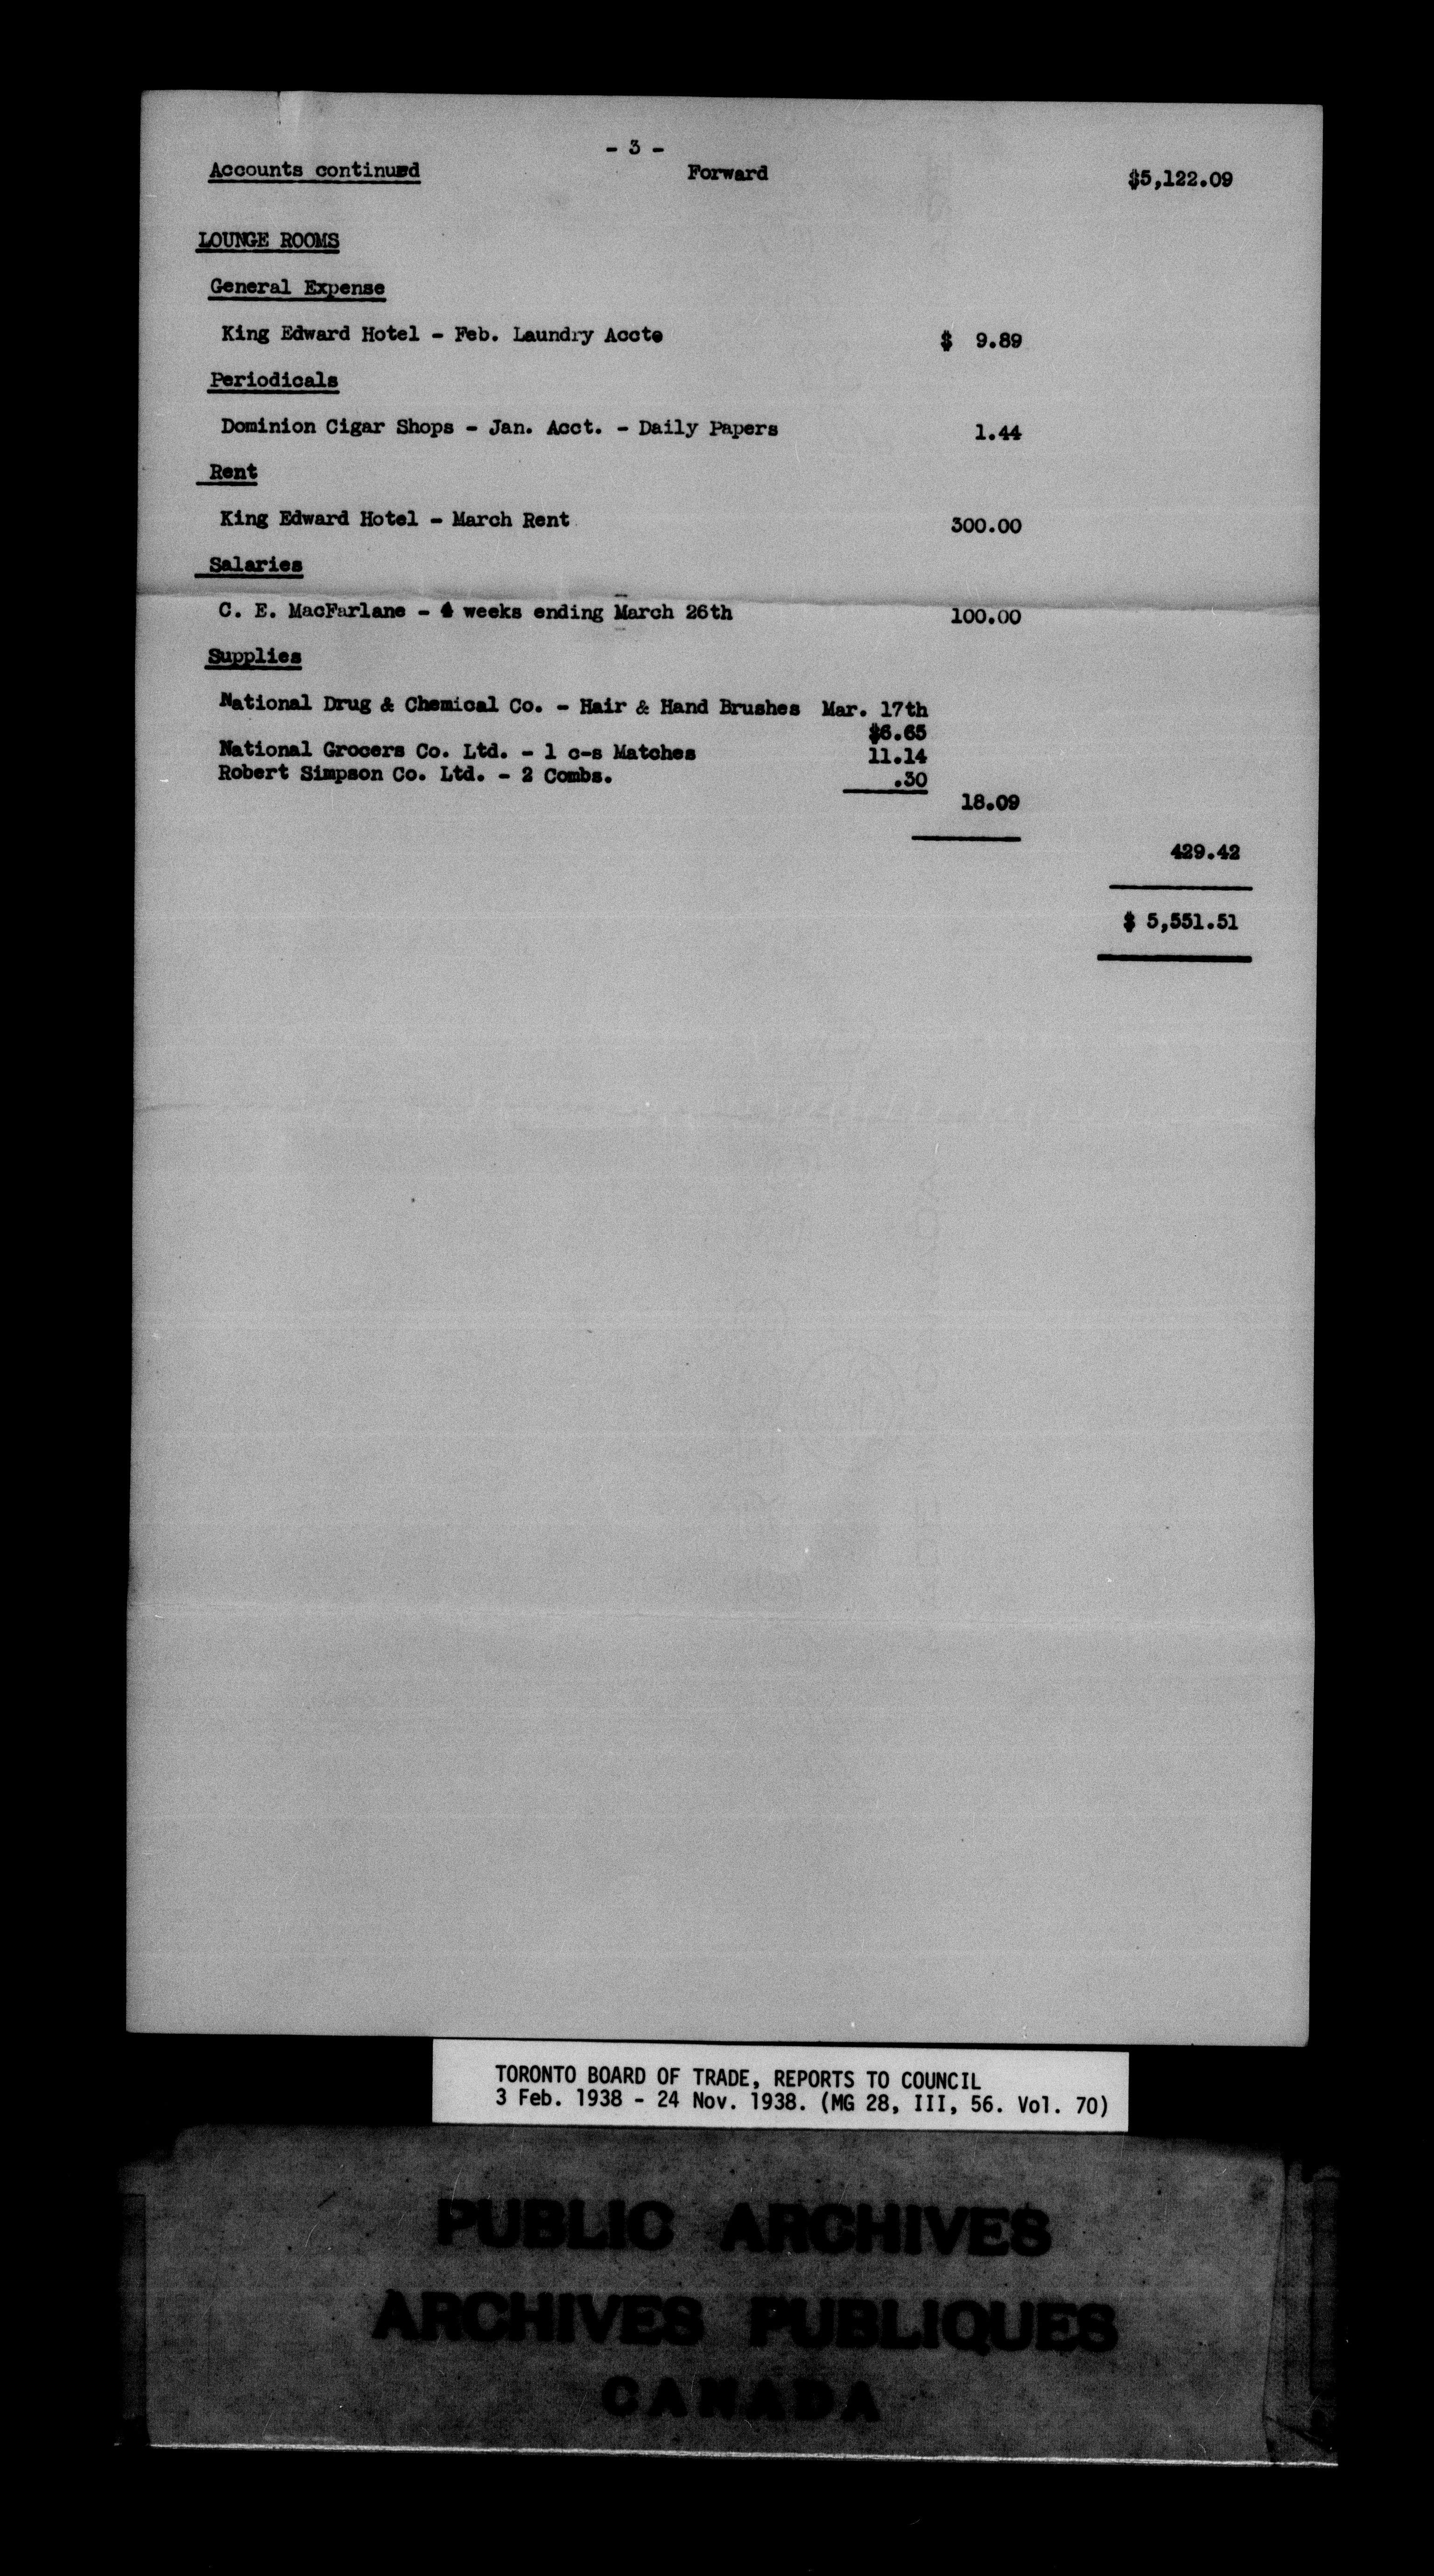 - 3 -
Accounts continued Forward $5,122.09
LOUNGE ROOMS
General Expense
King Edward Hotel - Feb. Laundry Accte $ 9.89
Periodicals
Dominion Cigar Shops - Jan. Acct. - Daily Papers 1.44
Rent
King Edward Hotel - March Rent 300.00
Salaries
C. E. MacFarlane - 4 weeks ending March 26th 100.00
Supplies
National Drug & Chemical Co. - Hair & Hand Brushes Mar. 17th
$6.65
National Grocers Co. Ltd. - 1 c-s Matches 11.14
Robert Simpson Co. Ltd. - 2 Combs. .30
18.09
429.42
$ 5,551.51
TORONTO BOARD OF TRADE, REPORTS TO COUNCIL
3 Feb. 1938 - 24 Nov. 1938. (MG 28, III, 56. Vol. 70)
PUBLIC ARCHIVES
ARCHIVES PUBLIQUES
CANADA